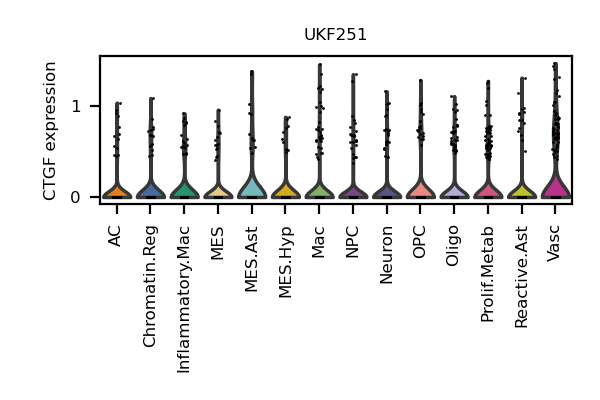 UKF251
CTGF expression
1
0
AC
Chromatin.Reg
Inflammatory.Mac
MES
MES.Ast
MES.Hyp
Mac
NPC
Neuron
OPC
Oligo
Prolif.Metab
Reactive.Ast
Vasc